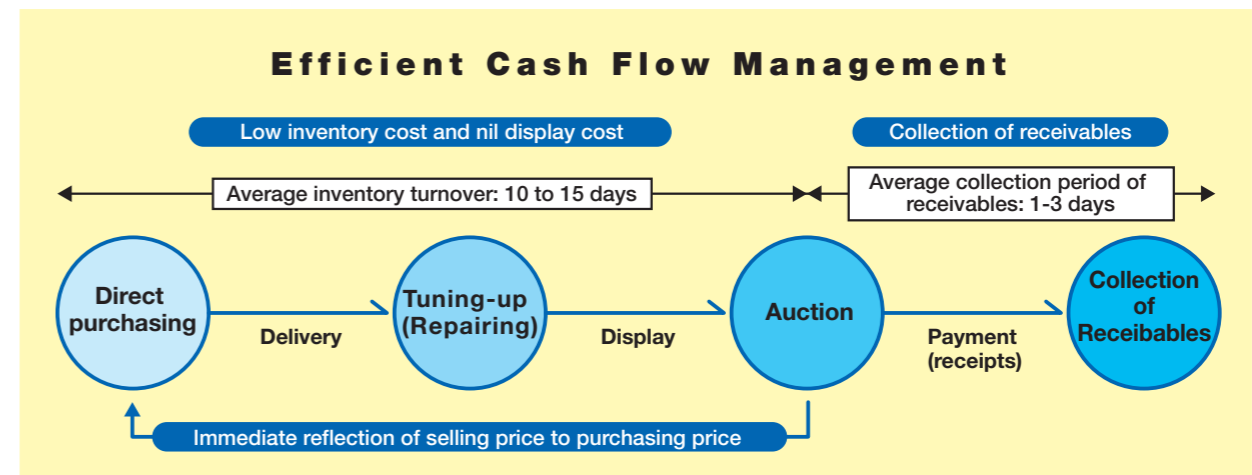 Efficient Cash Flow Management
Low inventory cost and nil display cost
Collection of receivables
Average inventory turnover: 10 to 15 days
Average collection period of
receivables: 1-3 days
Direct
purchasing
Delivery
Tuning-up
(Repairing)
Display
Auction
Payment
(receipts)
Collection
of
Receibables
Immediate reflection of selling price to purchasing price